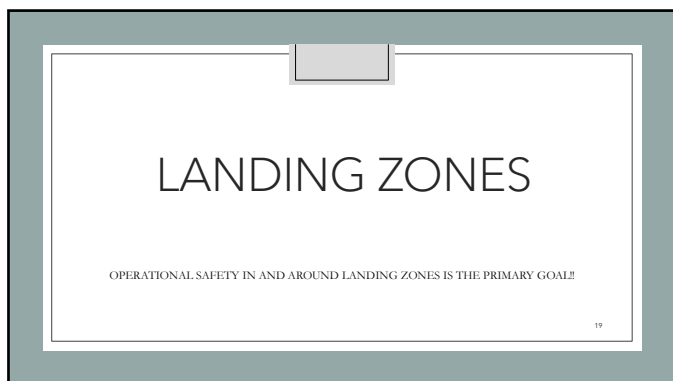 LANDING ZONES
OPERATIONAL SAFETY IN AND AROUND LANDING ZONES IS THE PRIMARY GOAL!!
19